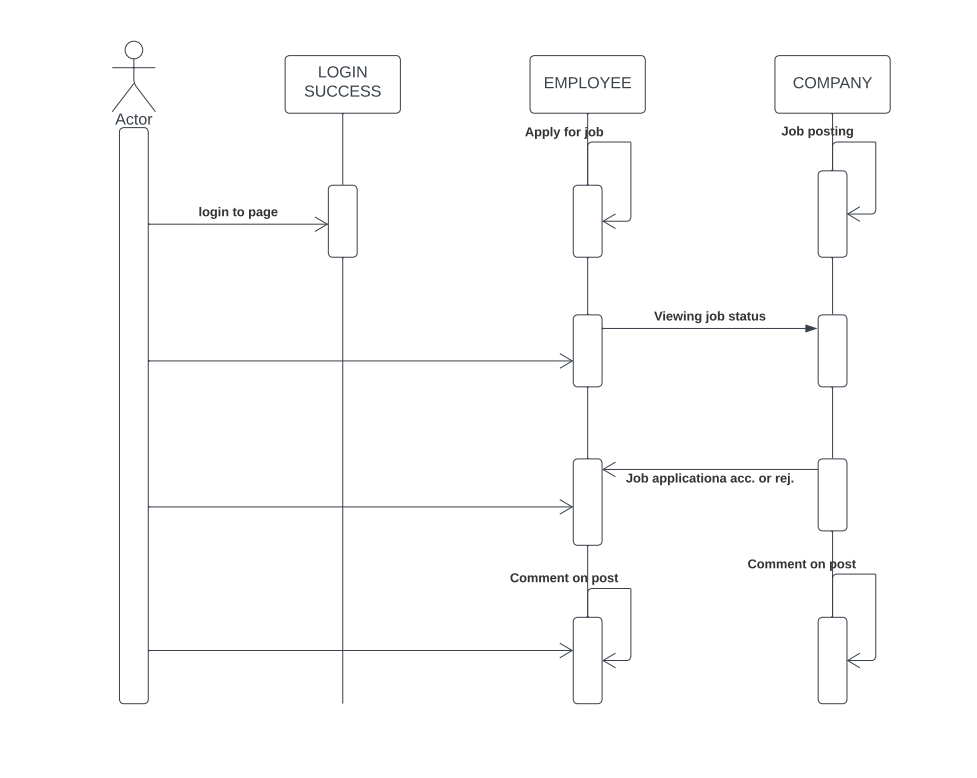 LOGIN
SUCCESS
EMPLOYEE
COMPANY
Actor
Apply for job
Job posting
login to page
Viewing job status
Job applicationa acc. or rej.
Comment on post
Comment on post